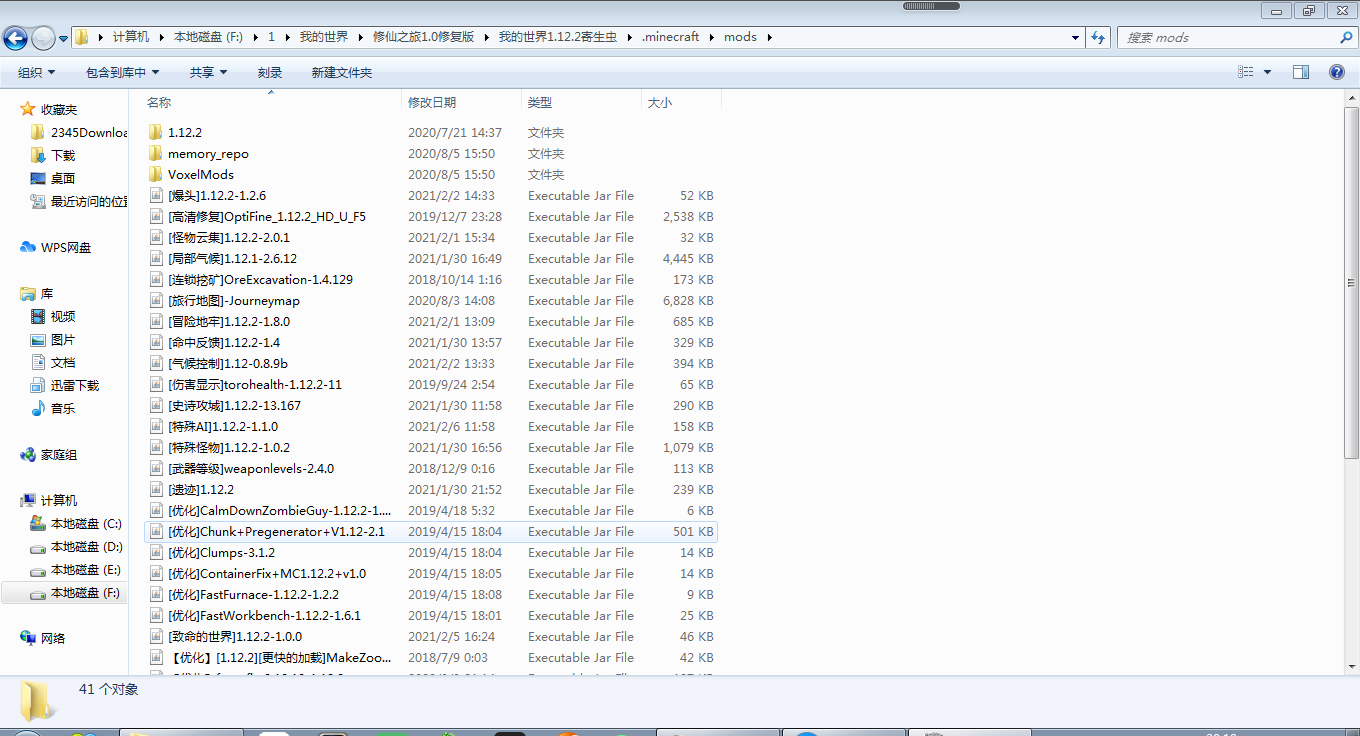 计算机 本地磁盘 (F:) 1 我的世界 修仙之旅1.0修复版 我的世界1.12.2寄生虫 .minecraft mods
搜索 mods
组织 包含到库中 共享 刻录 新建文件夹
名称 修改日期 类型 大小
收藏夹
2345Downloa
下载
桌面
最近访问的位置
WPS网盘
库
视频
图片
文档
迅雷下载
音乐
家庭组
计算机
本地磁盘 (C:)
本地磁盘 (D:)
本地磁盘 (E:)
本地磁盘 (F:)
网络
1.12.2 2020/7/21 14:37 文件夹
memory_repo 2020/8/5 15:50 文件夹
VoxelMods 2020/8/5 15:50 文件夹
[爆头]1.12.2-1.2.6 2021/2/2 14:33 Executable Jar File 52 KB
[高清修复]OptiFine_1.12.2_HD_U_F5 2019/12/7 23:28 Executable Jar File 2,538 KB
[怪物云集]1.12.2-2.0.1 2021/2/1 15:34 Executable Jar File 32 KB
[局部气候]1.12.1-2.6.12 2021/1/30 16:49 Executable Jar File 4,445 KB
[连锁挖矿]OreExcavation-1.4.129 2018/10/14 1:16 Executable Jar File 173 KB
[旅行地图]-Journeymap 2020/8/3 14:08 Executable Jar File 6,828 KB
[冒险地牢]1.12.2-1.8.0 2021/2/1 13:09 Executable Jar File 685 KB
[命中反馈]1.12.2-1.4 2021/1/30 13:57 Executable Jar File 329 KB
[气候控制]1.12-0.8.9b 2021/2/2 13:33 Executable Jar File 394 KB
[伤害显示]torohealth-1.12.2-11 2019/9/24 2:54 Executable Jar File 65 KB
[史诗攻城]1.12.2-13.167 2021/1/30 11:58 Executable Jar File 290 KB
[特殊AI]1.12.2-1.1.0 2021/2/6 11:58 Executable Jar File 158 KB
[特殊怪物]1.12.2-1.0.2 2021/1/30 16:56 Executable Jar File 1,079 KB
[武器等级]weaponlevels-2.4.0 2018/12/9 0:16 Executable Jar File 113 KB
[遗迹]1.12.2 2021/1/30 21:52 Executable Jar File 239 KB
[优化]CalmDownZombieGuy-1.12.2-1.... 2019/4/18 5:32 Executable Jar File 6 KB
[优化]Chunk+Pregenerator+V1.12-2.1 2019/4/15 18:04 Executable Jar File 501 KB
[优化]Clumps-3.1.2 2019/4/15 18:04 Executable Jar File 14 KB
[优化]ContainerFix+MC1.12.2+v1.0 2019/4/15 18:05 Executable Jar File 14 KB
[优化]FastFurnace-1.12.2-1.2.2 2019/4/15 18:08 Executable Jar File 9 KB
[优化]FastWorkbench-1.12.2-1.6.1 2019/4/15 18:01 Executable Jar File 25 KB
[致命的世界]1.12.2-1.0.0 2021/2/5 16:24 Executable Jar File 46 KB
【优化】[1.12.2][更快的加载]MakeZoo... 2018/7/9 0:03 Executable Jar File 42 KB
41 个对象